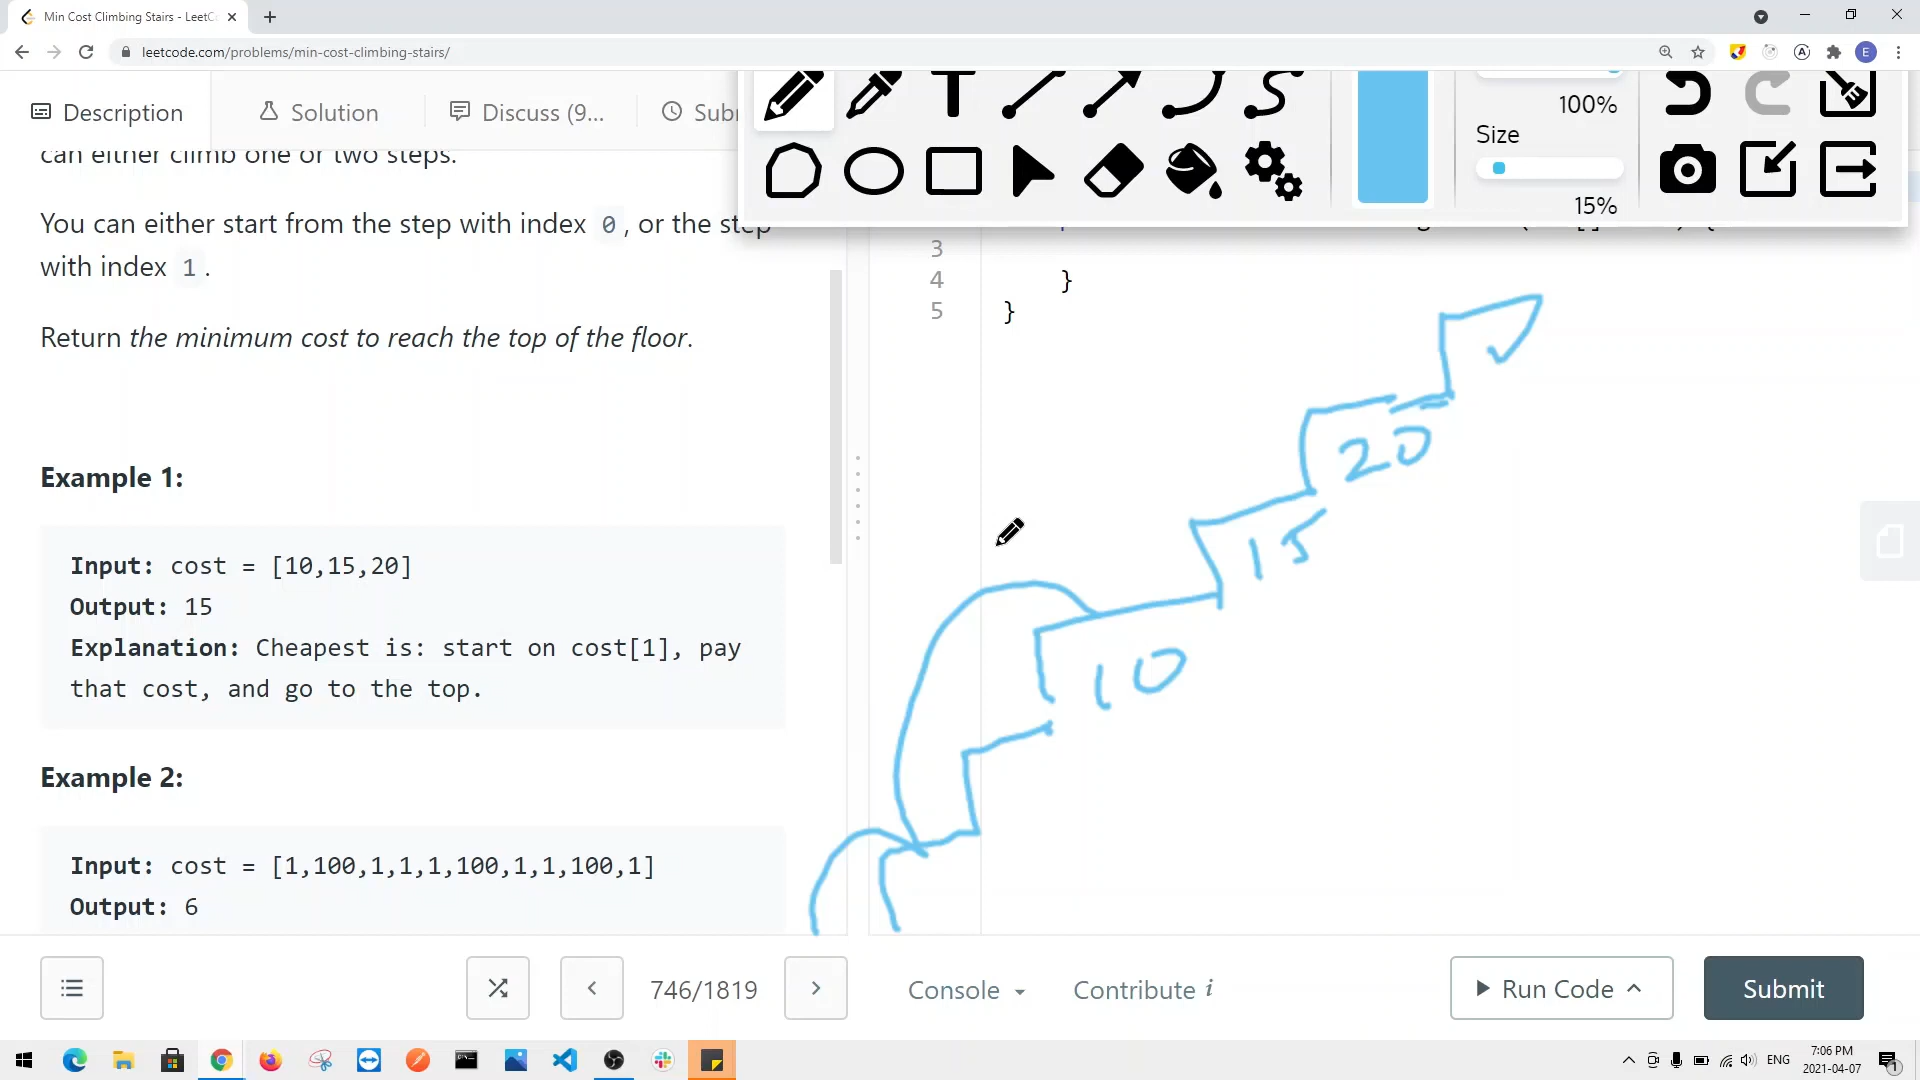 Min Cost Climbing Stairs - LeetCo
leetcode.com/problems/min-cost-climbing-stairs/
E
Description
Solution
Discuss (9...
Sub
100%
Size
15%
can either climb one or two steps.
You can either start from the step with index 0, or the step
with index 1.
Return the minimum cost to reach the top of the floor.
Example 1:
Input: cost = [10,15,20]
Output: 15
Explanation: Cheapest is: start on cost[1], pay
that cost, and go to the top.
Example 2:
Input: cost = [1,100,1,1,1,100,1,1,100,1]
Output: 6
3
4 }
5 }
20
15
10
746/1819
Console
Contribute i
Run Code
Submit
ENG
7:06 PM
2021-04-07
1